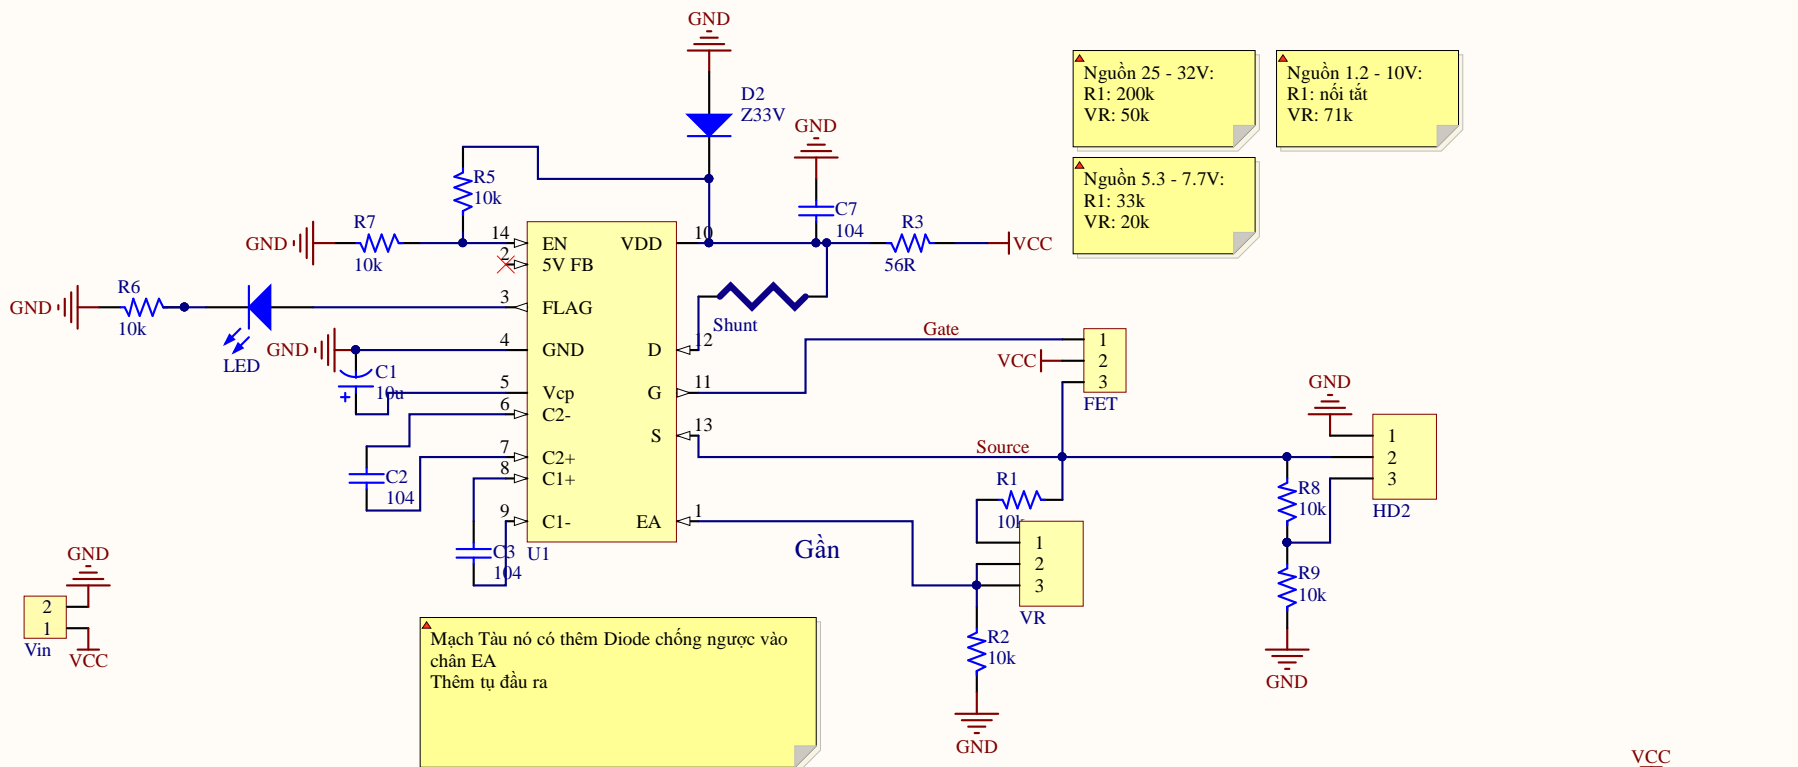 GND
D2
Z33V
GND
Nguồn 25 - 32V:
R1: 200k
VR: 50k
Nguồn 1.2 - 10V:
R1: nối tắt
VR: 71k
Nguồn 5.3 - 7.7V:
R1: 33k
VR: 20k
R5
10k
C7
104
R3
56R
VCC
GND
R7
10k
14
EN
VDD
10
2
5V FB
GND
R6
10k
LED
3
FLAG
Shunt
GND
4
GND
D
12
Gate
VCC
1
2
3
FET
C1
10u
5
Vcp
G
11
6
C2-
S
13
Source
7
C2+
8
C1+
C2
104
9
C1-
EA
1
U1
C3
104
Gần
R1
10k
1
2
3
VR
R2
10k
GND
GND
1
2
3
HD2
R8
10k
R9
10k
GND
GND
2
1
Vin
VCC
Mạch Tàu nó có thêm Diode chống ngược vào
chân EA
Thêm tụ đầu ra
VCC